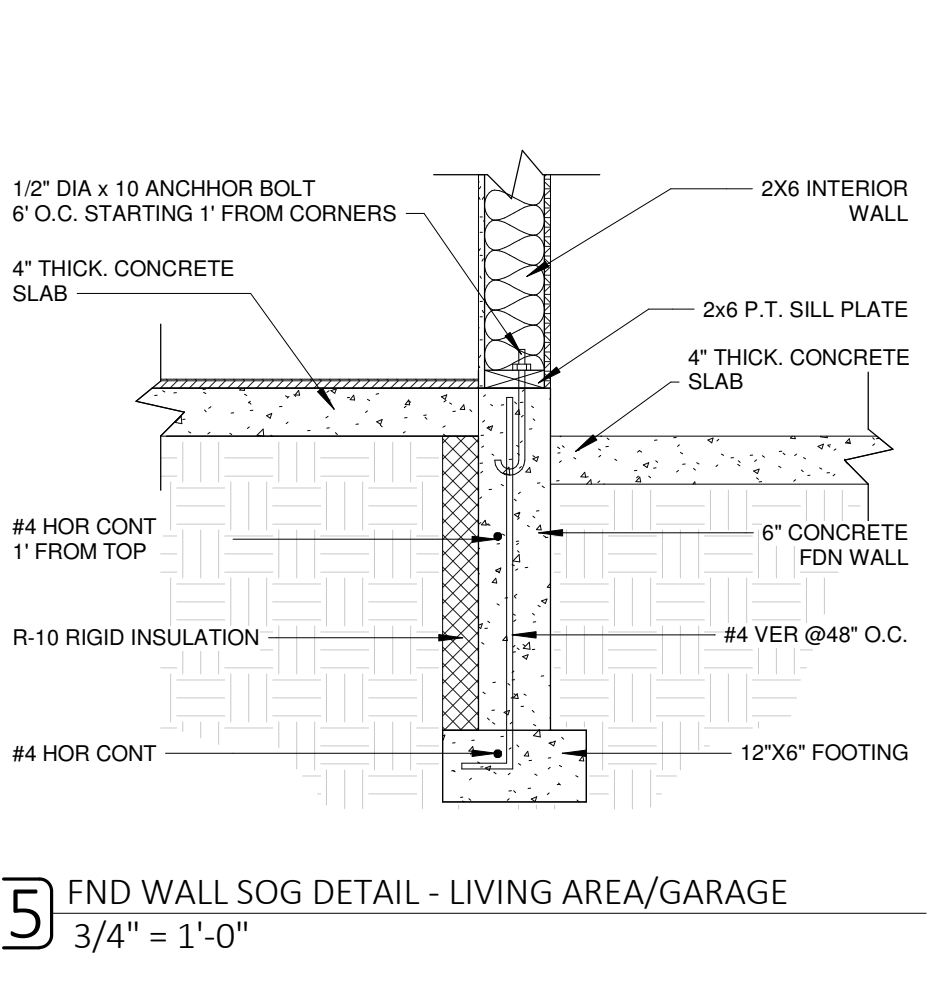 1/2" DIA x 10 ANCHHOR BOLT
6' O.C. STARTING 1' FROM CORNERS
4" THICK. CONCRETE
SLAB
#4 HOR CONT
1' FROM TOP
R-10 RIGID INSULATION
#4 HOR CONT
2X6 INTERIOR
WALL
2x6 P.T. SILL PLATE
4" THICK. CONCRETE
SLAB
6" CONCRETE
FDN WALL
#4 VER @48" O.C.
12"X6" FOOTING
5
FND WALL SOG DETAIL - LIVING AREA/GARAGE
3/4" = 1'-0"